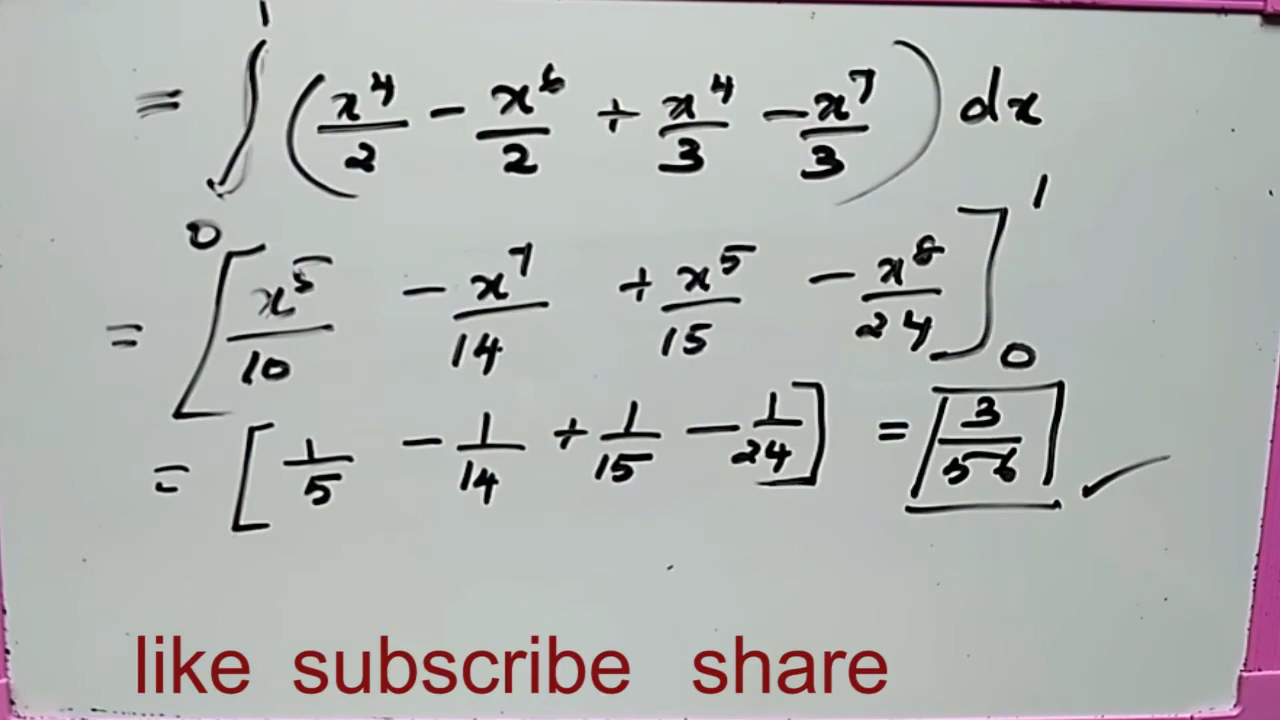 = ∫₀¹ (x⁴/2 - x⁶/2 + x⁴/3 - x⁷/3) dx
= [x⁵/10 - x⁷/14 + x⁵/15 - x⁸/24]₀¹
= [1/5 - 1/14 + 1/15 - 1/24] = 3/56 ✓
like subscribe share